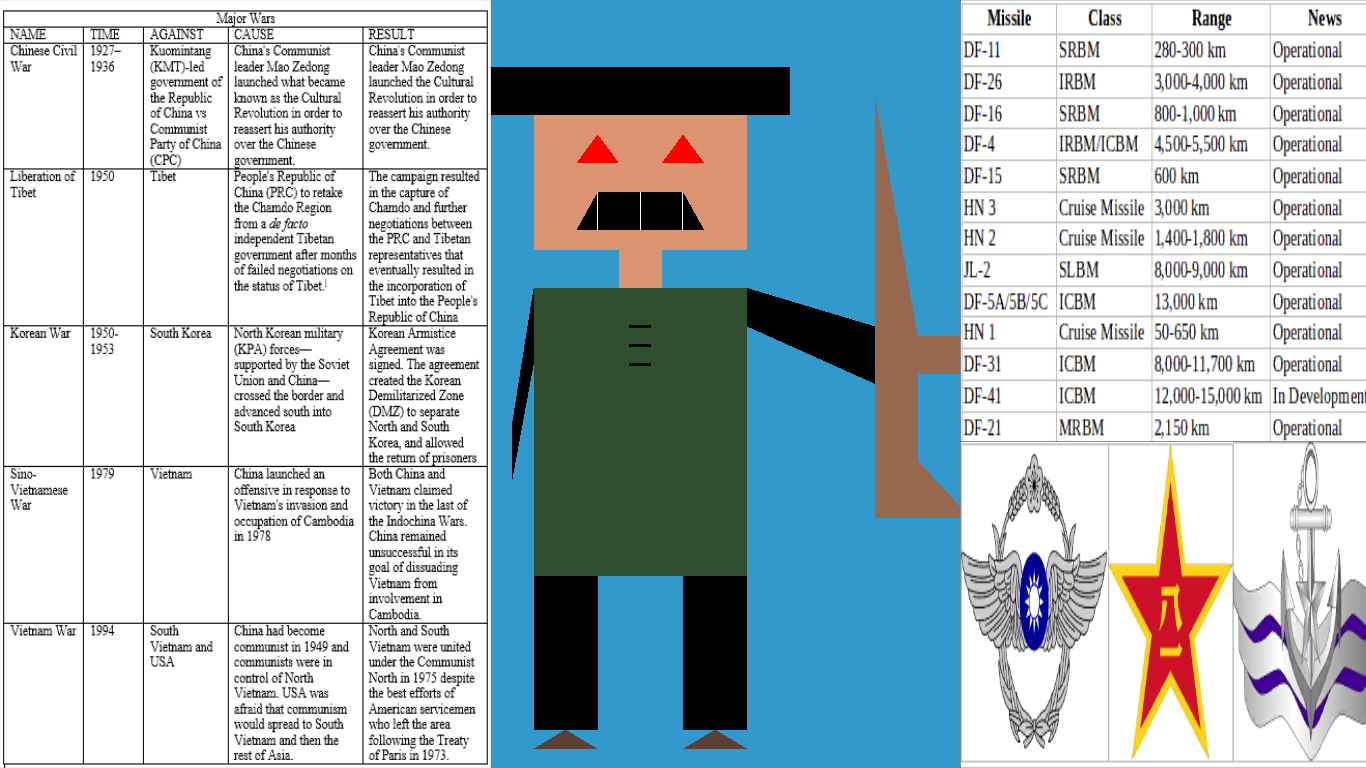 Major Wars
NAME TIME AGAINST CAUSE RESULT
Chinese Civil
War
1927–
1936
Kuomintang
(KMT)-led
government of
the Republic
of China vs
Communist
Party of China
(CPC)
China's Communist
leader Mao Zedong
launched what became
known as the Cultural
Revolution in order to
reassert his authority
over the Chinese
government.
China's Communist
leader Mao Zedong
launched the Cultural
Revolution in order to
reassert his authority
over the Chinese
government.
Liberation of
Tibet
1950
Tibet
People's Republic of
China (PRC) to retake
the Chamdo Region
from a de facto
independent Tibetan
government after months
of failed negotiations on
the status of Tibet.[
The campaign resulted
in the capture of
Chamdo and further
negotiations between
the PRC and Tibetan
representatives that
eventually resulted in
the incorporation of
Tibet into the People's
Republic of China
Korean War
1950-
1953
South Korea
North Korean military
(KPA) forces—
supported by the Soviet
Union and China—
crossed the border and
advanced south into
South Korea
Korean Armistice
Agreement was
signed. The agreement
created the Korean
Demilitarized Zone
(DMZ) to separate
North and South
Korea, and allowed
the return of prisoners
Sino-
Vietnamese
War
1979
Vietnam
China launched an
offensive in response to
Vietnam's invasion and
occupation of Cambodia
in 1978
Both China and
Vietnam claimed
victory in the last of
the Indochina Wars.
China remained
unsuccessful in its
goal of dissuading
Vietnam from
involvement in
Cambodia.
Vietnam War
1994
South
Vietnam and
USA
China had become
communist in 1949 and
communists were in
control of North
Vietnam. USA was
afraid that communism
would spread to South
Vietnam and then the
rest of Asia.
North and South
Vietnam were united
under the Communist
North in 1975 despite
the best efforts of
American servicemen
who left the area
following the Treaty
of Paris in 1973.
Missile Class Range News
DF-11 SRBM 280-300 km Operational
DF-26 IRBM 3,000-4,000 km Operational
DF-16 SRBM 800-1,000 km Operational
DF-4 IRBM/ICBM 4,500-5,500 km Operational
DF-15 SRBM 600 km Operational
HN 3 Cruise Missile 3,000 km Operational
HN 2 Cruise Missile 1,400-1,800 km Operational
JL-2 SLBM 8,000-9,000 km Operational
DF-5A/5B/5C ICBM 13,000 km Operational
HN 1 Cruise Missile 50-650 km Operational
DF-31 ICBM 8,000-11,700 km Operational
DF-41 ICBM 12,000-15,000 km In Development
DF-21 MRBM 2,150 km Operational
八一